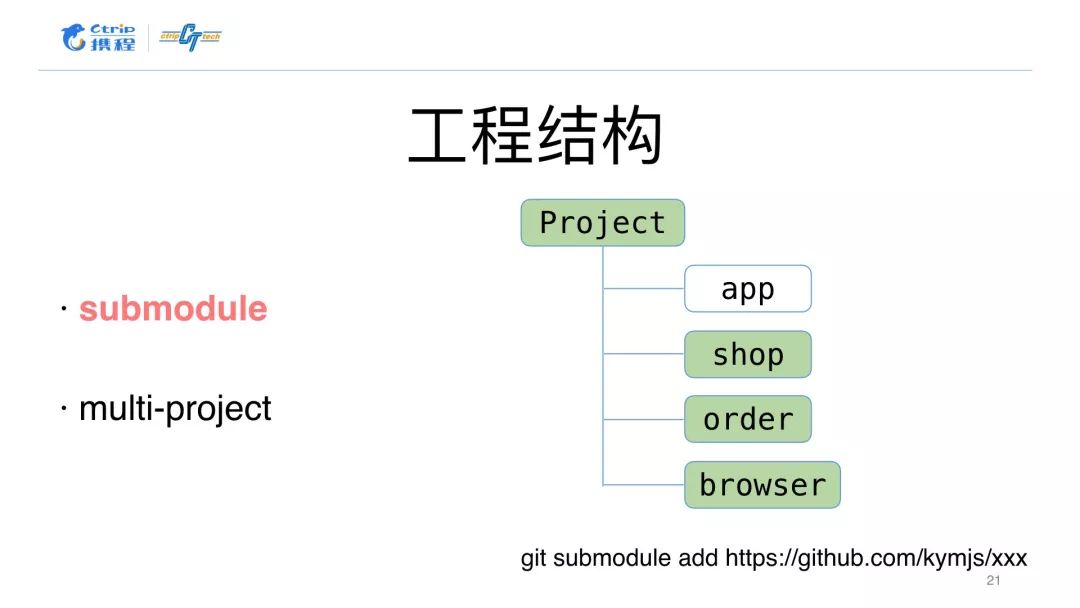 Ctrip
携程
ctrip CT tech
工程结构
· submodule
· multi-project
Project
app
shop
order
browser
git submodule add https://github.com/kymjs/xxx
21